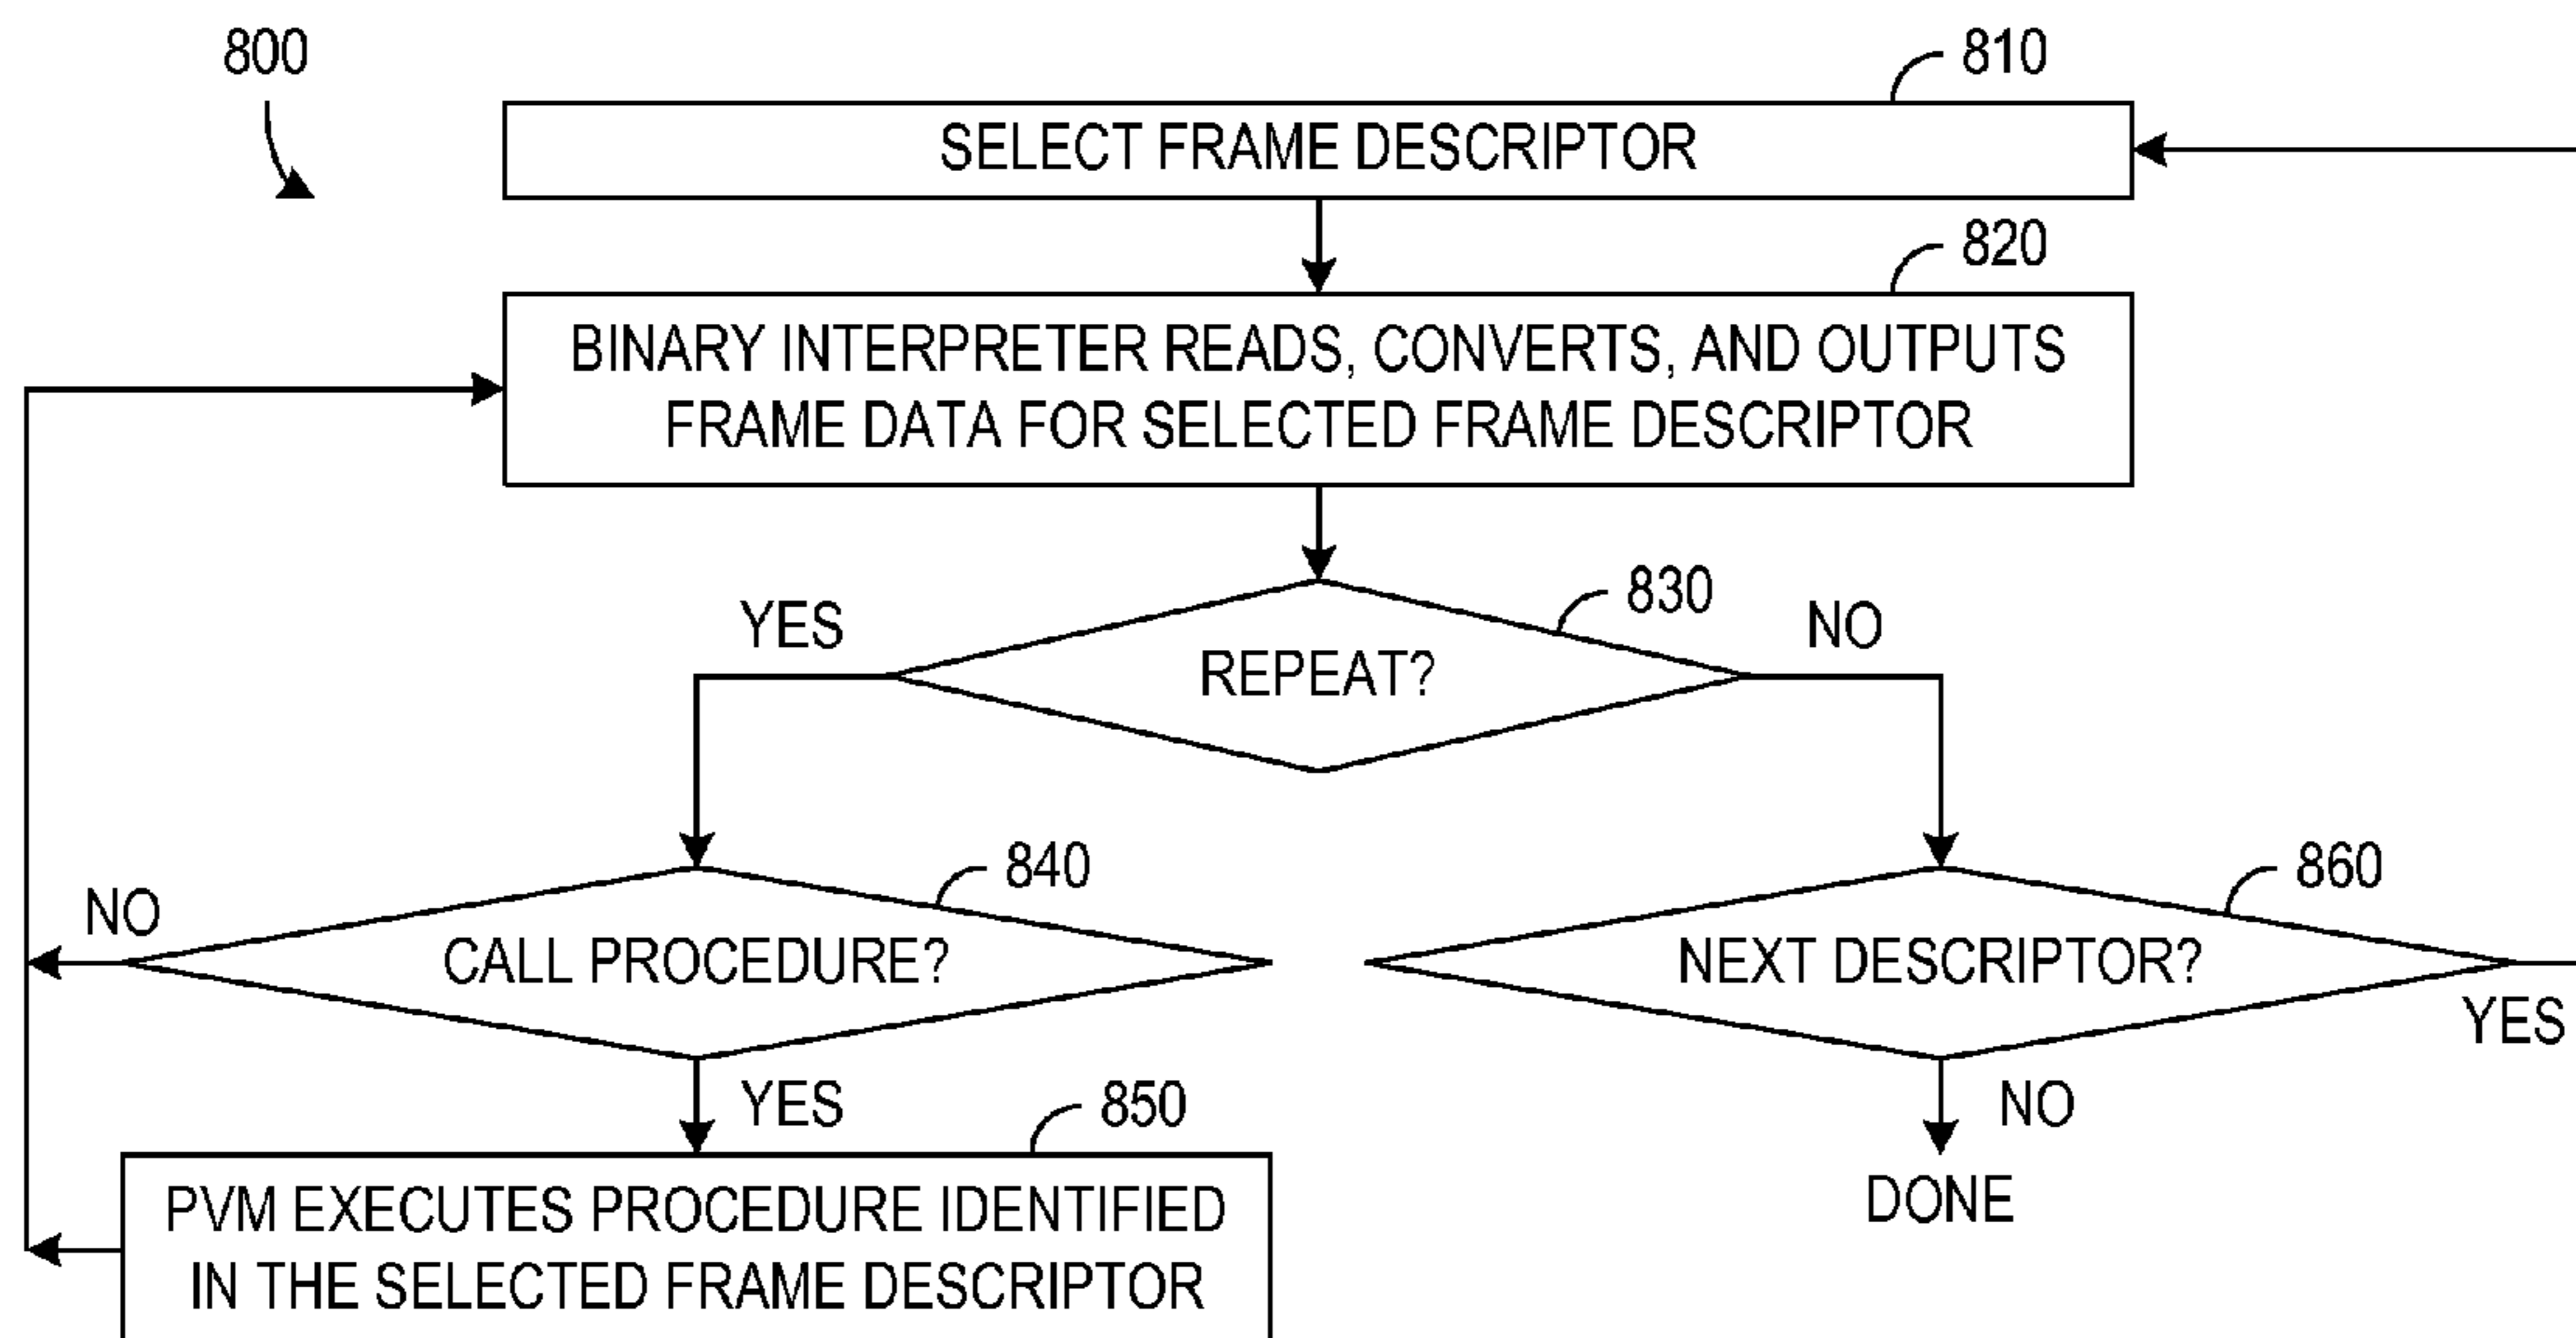 800
810
SELECT FRAME DESCRIPTOR
820
BINARY INTERPRETER READS, CONVERTS, AND OUTPUTS
FRAME DATA FOR SELECTED FRAME DESCRIPTOR
830
YES
NO
REPEAT?
840
860
NO
CALL PROCEDURE?
NEXT DESCRIPTOR?
YES
YES
850
NO
PVM EXECUTES PROCEDURE IDENTIFIED
IN THE SELECTED FRAME DESCRIPTOR
DONE